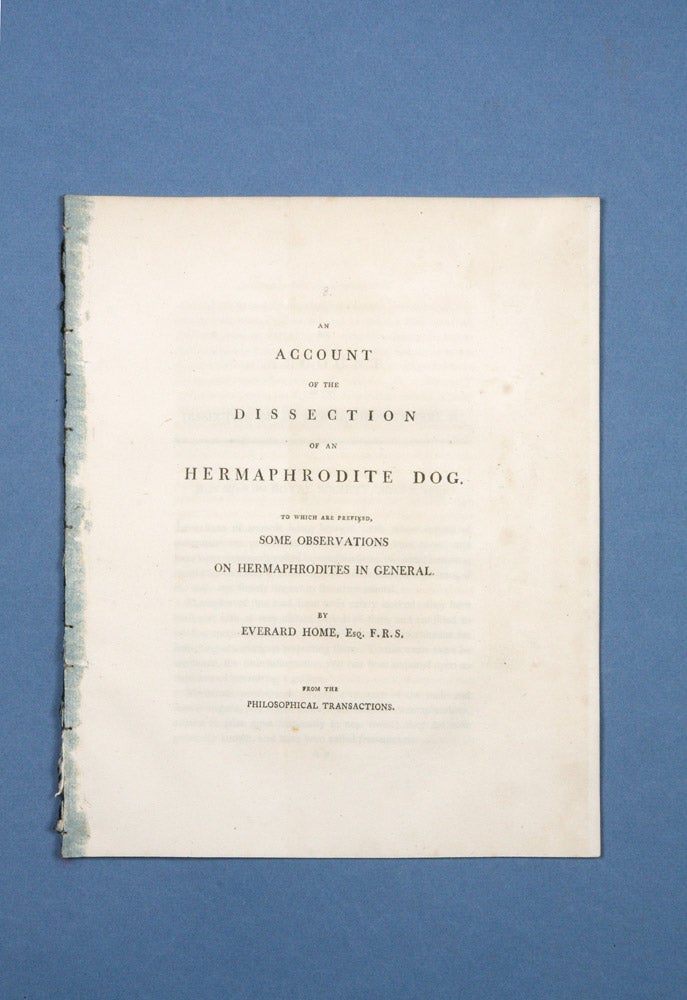 8.
AN
ACCOUNT
OF THE
DISSECTION
OF AN
HERMAPHRODITE DOG.
TO WHICH ARE PREFIXED,
SOME OBSERVATIONS
ON HERMAPHRODITES IN GENERAL.
BY
EVERARD HOME, Esq. F.R.S.
FROM THE
PHILOSOPHICAL TRANSACTIONS.